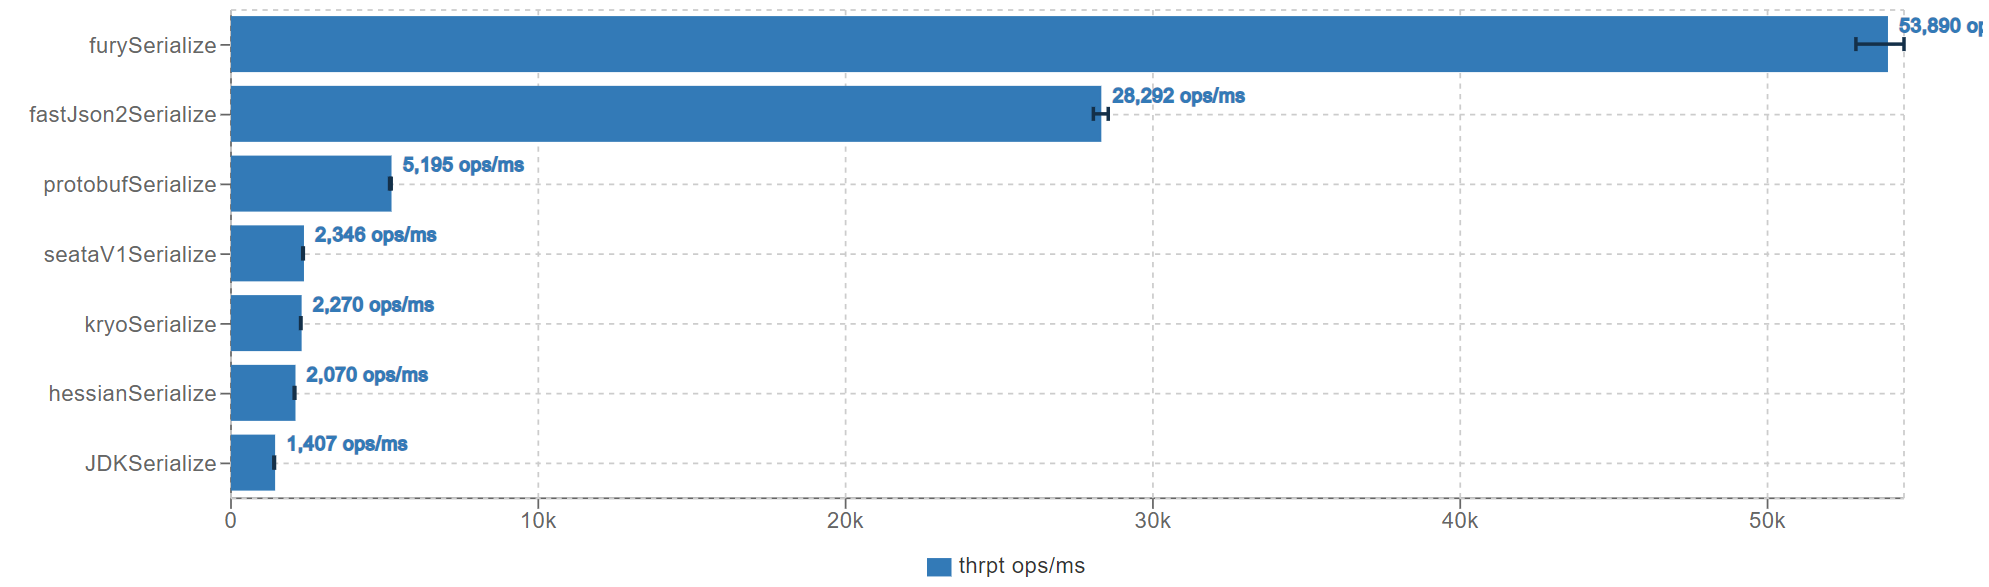 furySerialize
53,890
fastJson2Serialize
28,292 ops/ms
protobufSerialize
5,195 ops/ms
seataV1Serialize
2,346 ops/ms
kryoSerialize
2,270 ops/ms
hessianSerialize
2,070 ops/ms
JDKSerialize
1,407 ops/ms
0 10k 20k 30k 40k 50k
thrpt ops/ms